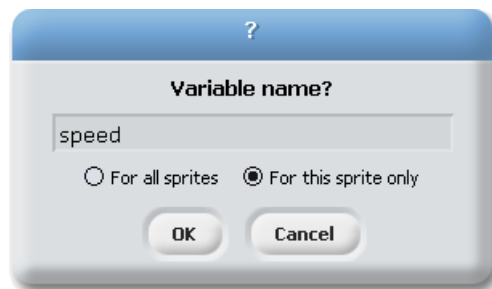 ?
Variable name?
speed
For all sprites For this sprite only
OK Cancel